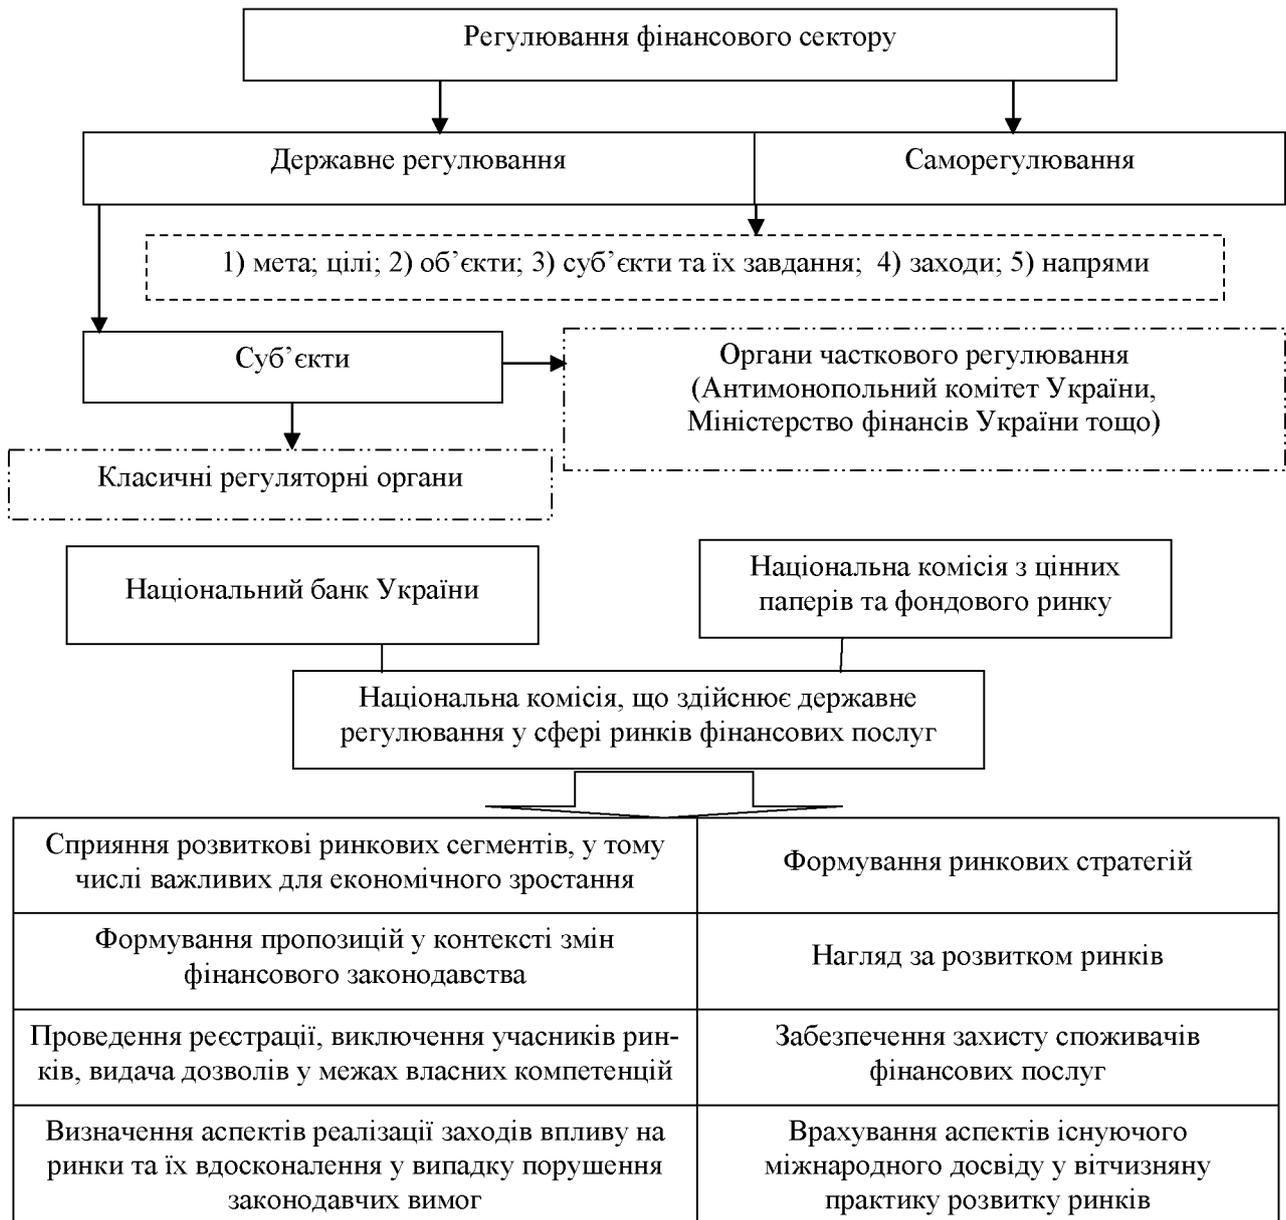 Регулювання фінансового сектору
Державне регулювання
Саморегулювання
1) мета; цілі; 2) об’єкти; 3) суб’єкти та їх завдання; 4) заходи; 5) напрями
Суб’єкти
Органи часткового регулювання
(Антимонопольний комітет України,
Міністерство фінансів України тощо)
Класичні регуляторні органи
Національний банк України
Національна комісія з цінних
паперів та фондового ринку
Національна комісія, що здійснює державне
регулювання у сфері ринків фінансових послуг
Сприяння розвиткові ринкових сегментів, у тому
числі важливих для економічного зростання
Формування ринкових стратегій
Формування пропозицій у контексті змін
фінансового законодавства
Нагляд за розвитком ринків
Проведення реєстрації, виключення учасників рин-
ків, видача дозволів у межах власних компетенцій
Забезпечення захисту споживачів
фінансових послуг
Визначення аспектів реалізації заходів впливу на
ринки та їх вдосконалення у випадку порушення
законодавчих вимог
Врахування аспектів існуючого
міжнародного досвіду у вітчизняну
практику розвитку ринків